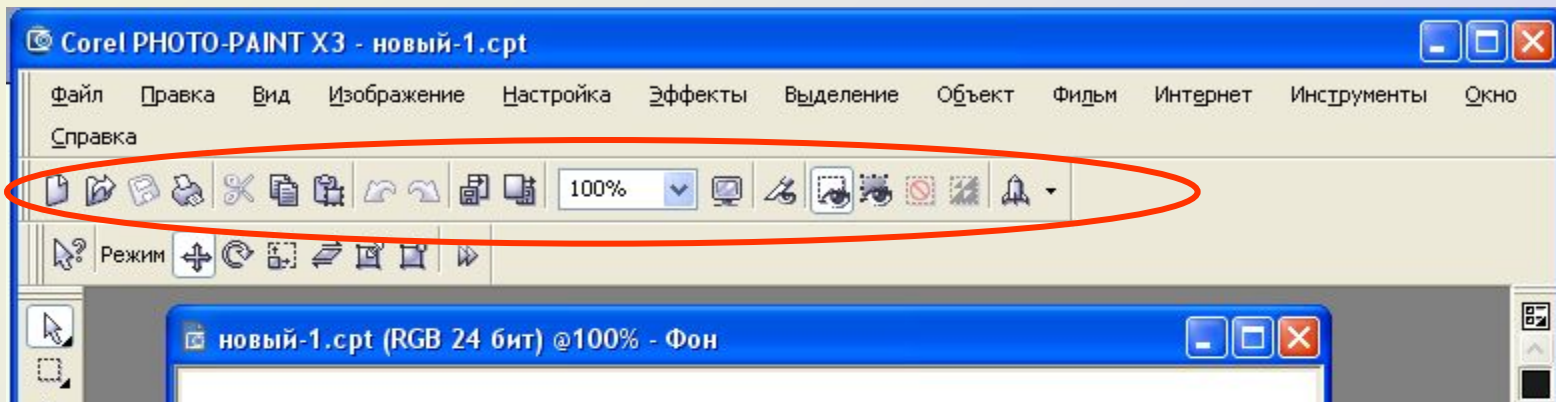 Corel PHOTO-PAINT X3 - новый-1.cpt
Файл Правка Вид Изображение Настройка Эффекты Выделение Объект Фильм Интернет Инструменты Окно
Справка
100%
Режим
новый-1.cpt (RGB 24 бит) @100% - Фон